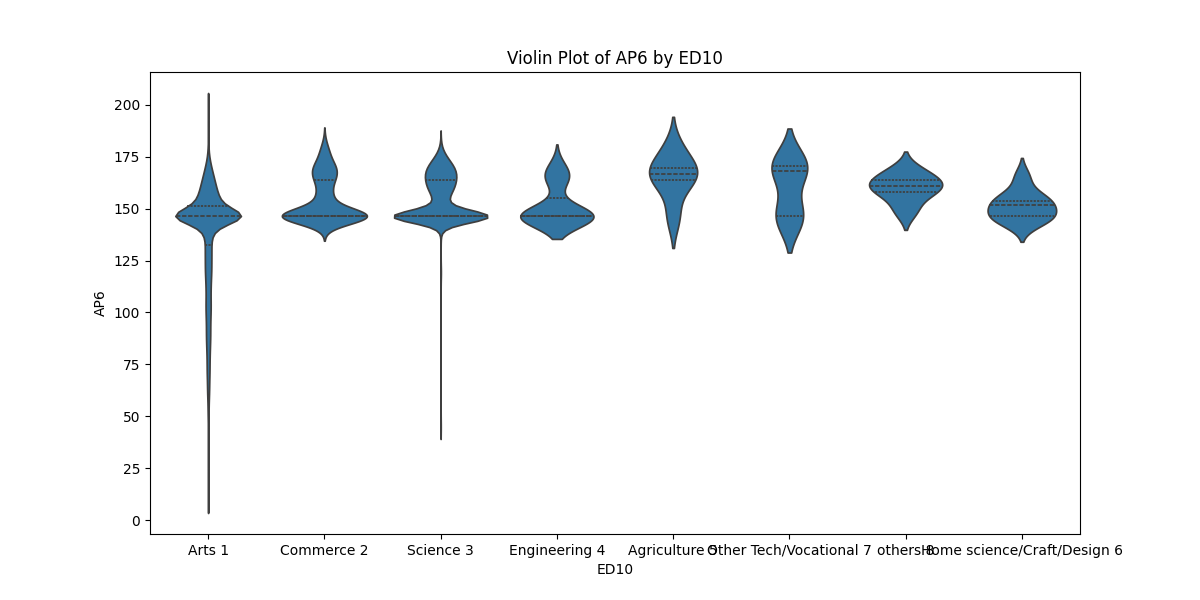 Violin Plot of AP6 by ED10
200
175
150
125
100
75
50
25
0
AP6
Arts 1
Commerce 2
Science 3
Engineering 4
Agriculture 5
Other Tech/Vocational 7
others 8
Home science/Craft/Design 6
ED10